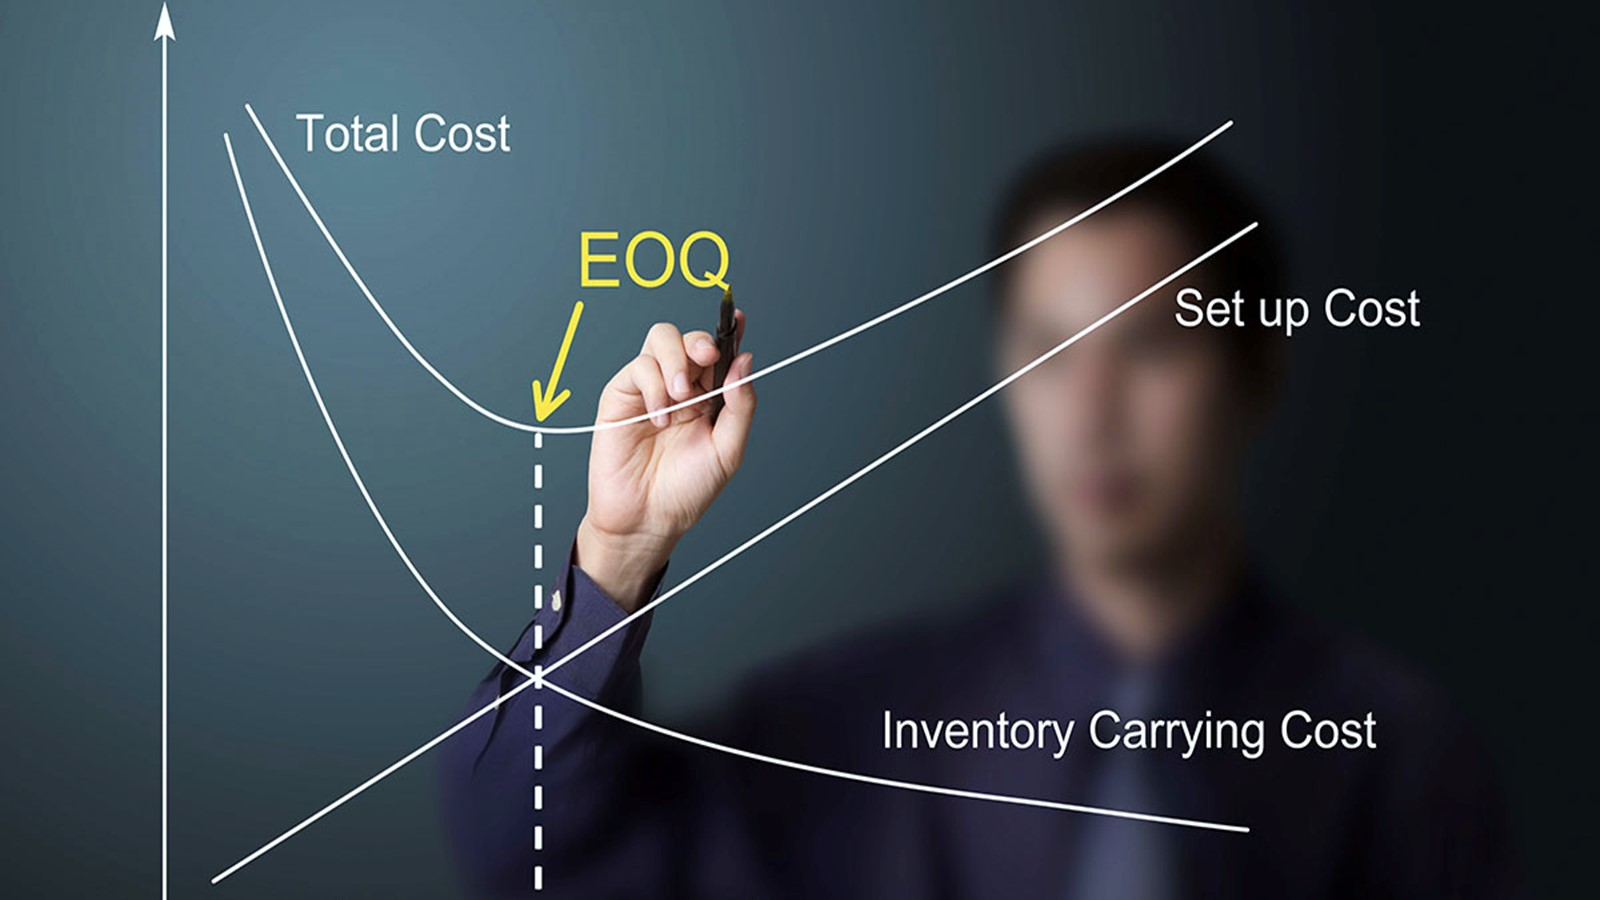 Total Cost
EOQ
Set up Cost
Inventory Carrying Cost